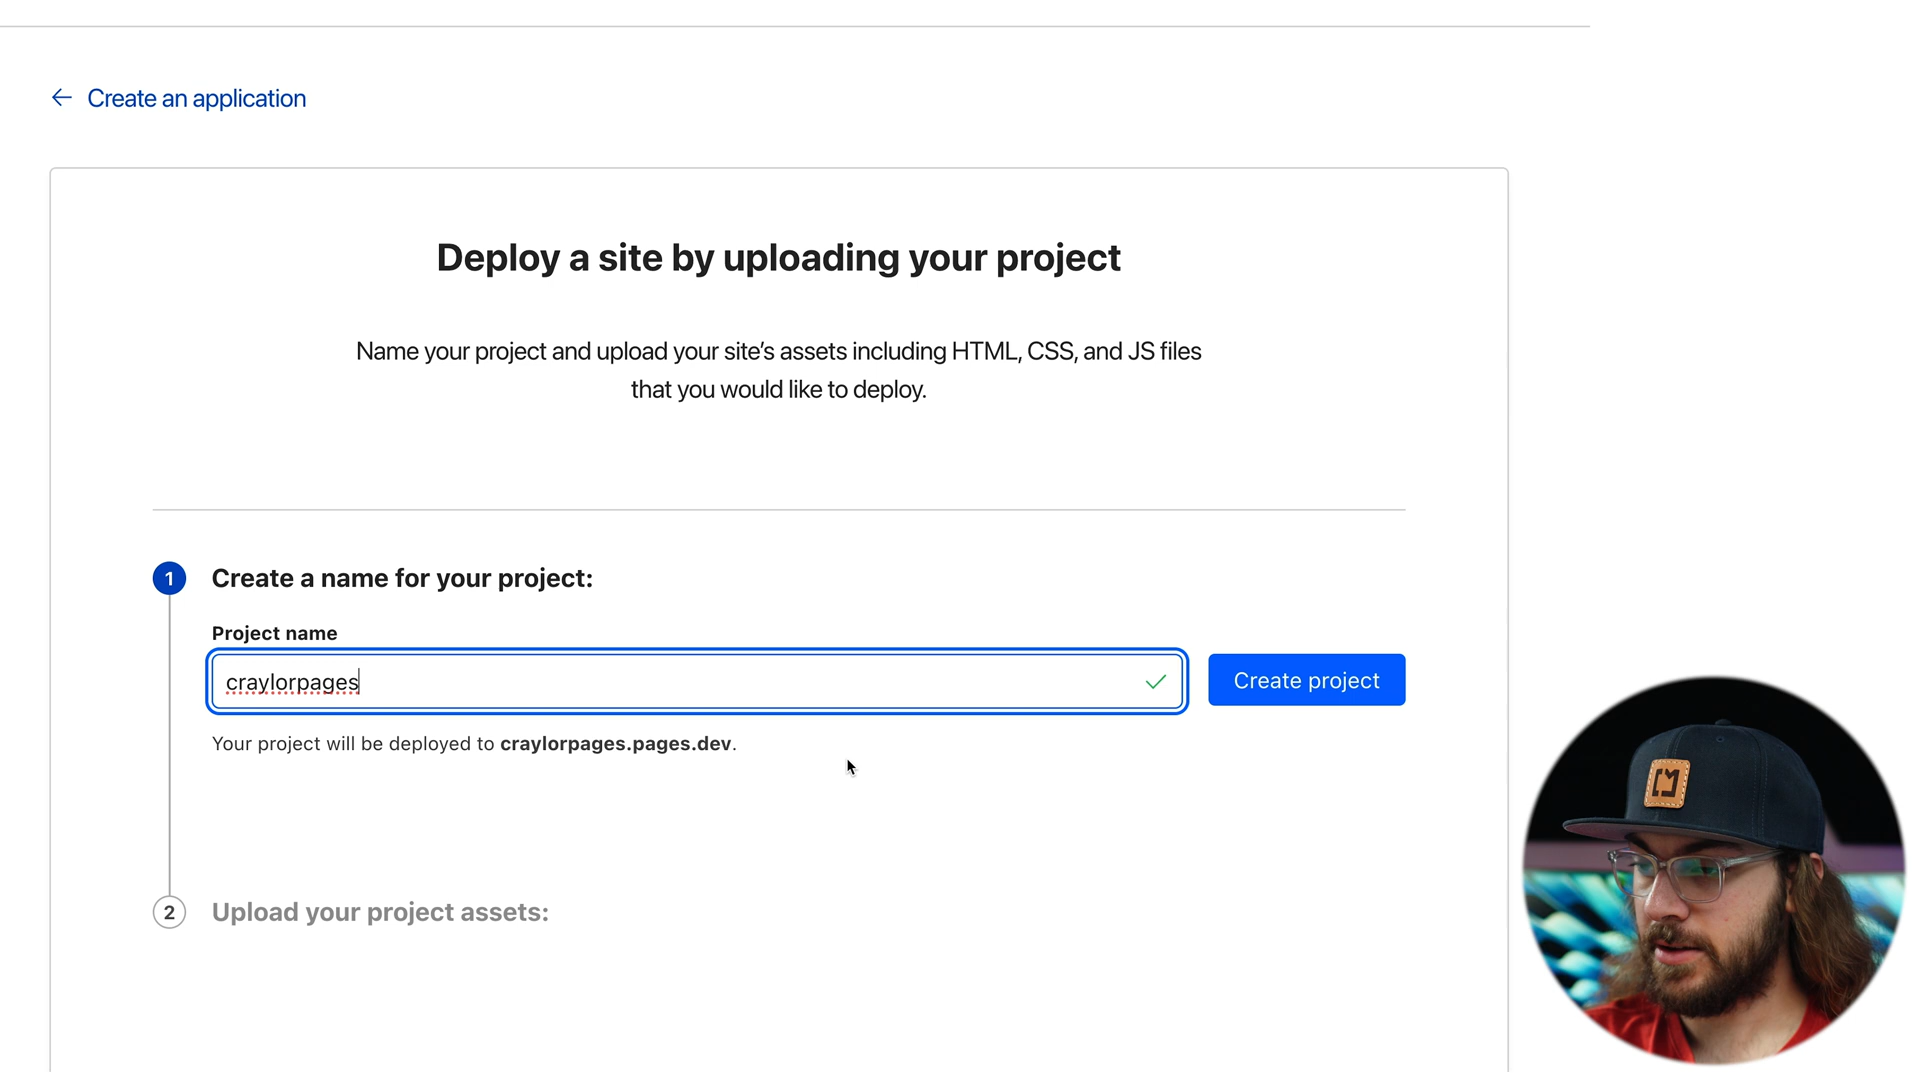 ← Create an application
Deploy a site by uploading your project
Name your project and upload your site’s assets including HTML, CSS, and JS files
that you would like to deploy.
1 Create a name for your project:
Project name
craylorpages
Create project
Your project will be deployed to craylorpages.pages.dev.
2 Upload your project assets: